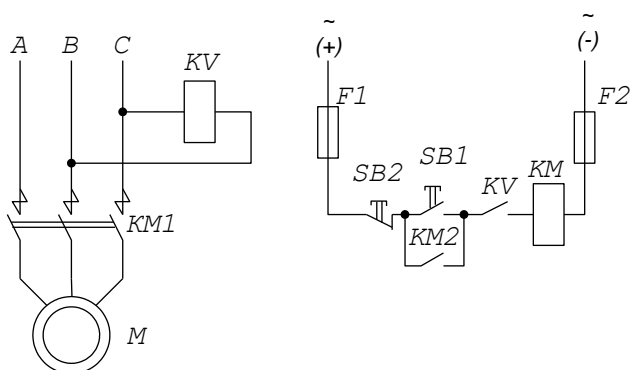 A B C
KV
KM1
M
~ ~
(+) (-)
F1 F2
SB2 SB1 KV KM
KM2